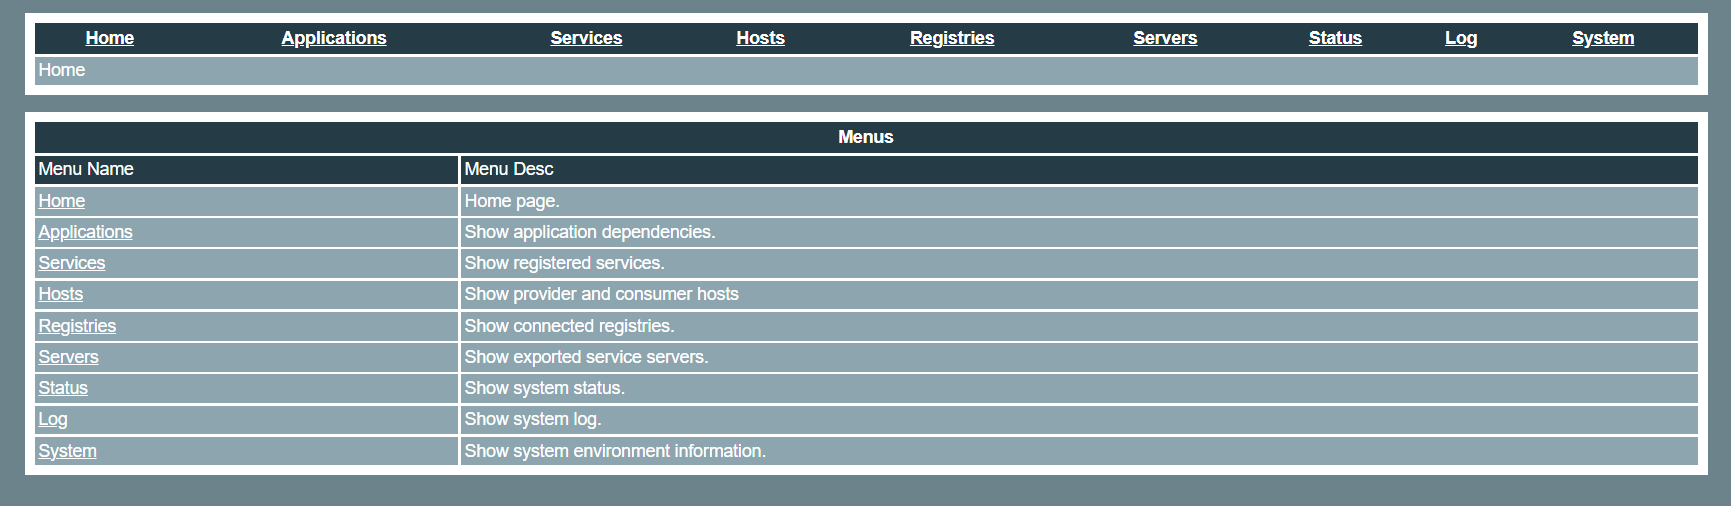 Home Applications Services Hosts Registries Servers Status Log System
Home
Menus
Menu Name Menu Desc
Home Home page.
Applications Show application dependencies.
Services Show registered services.
Hosts Show provider and consumer hosts
Registries Show connected registries.
Servers Show exported service servers.
Status Show system status.
Log Show system log.
System Show system environment information.